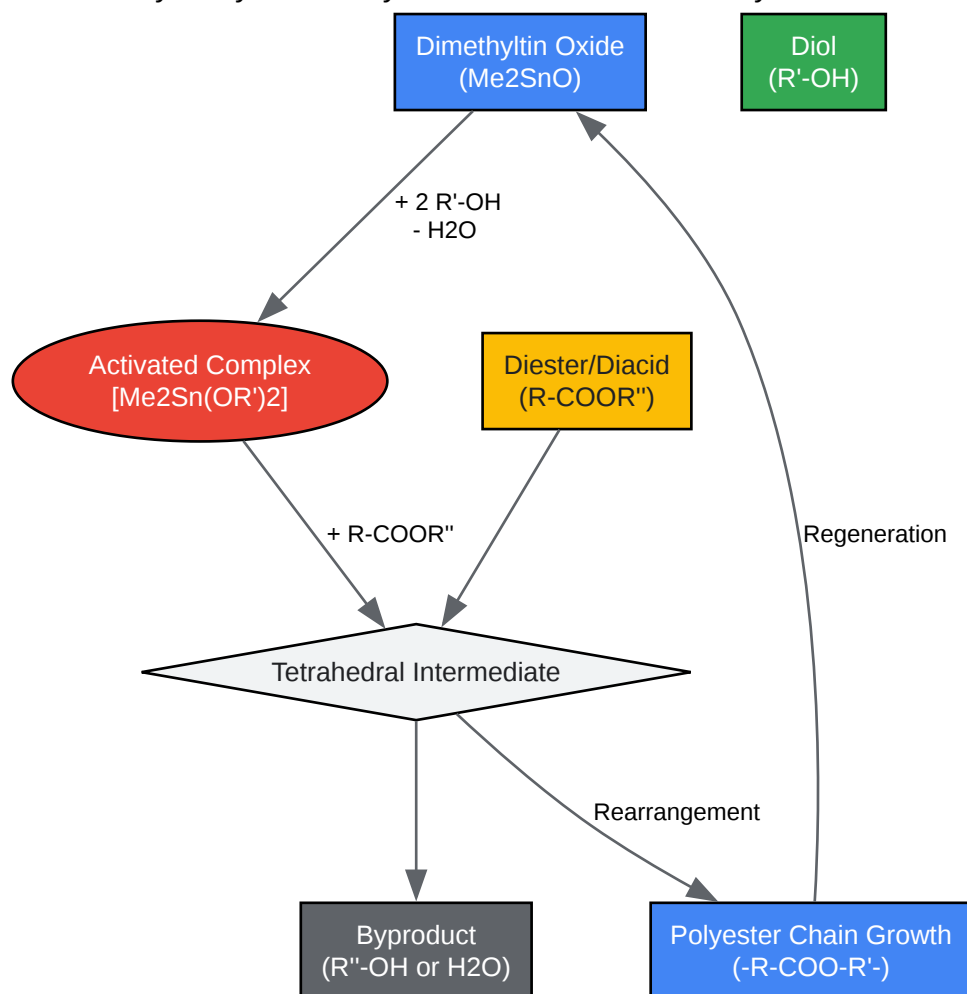 Dimethyltin Oxide
(Me2SnO)
Diol
(R'-OH)
+ 2 R'-OH
- H2O
Activated Complex
[Me2Sn(OR')2]
Diester/Diacid
(R-COOR'')
+ R-COOR''
Regeneration
Tetrahedral Intermediate
Rearrangement
Byproduct
(R''-OH or H2O)
Polyester Chain Growth
(-R-COO-R'-)